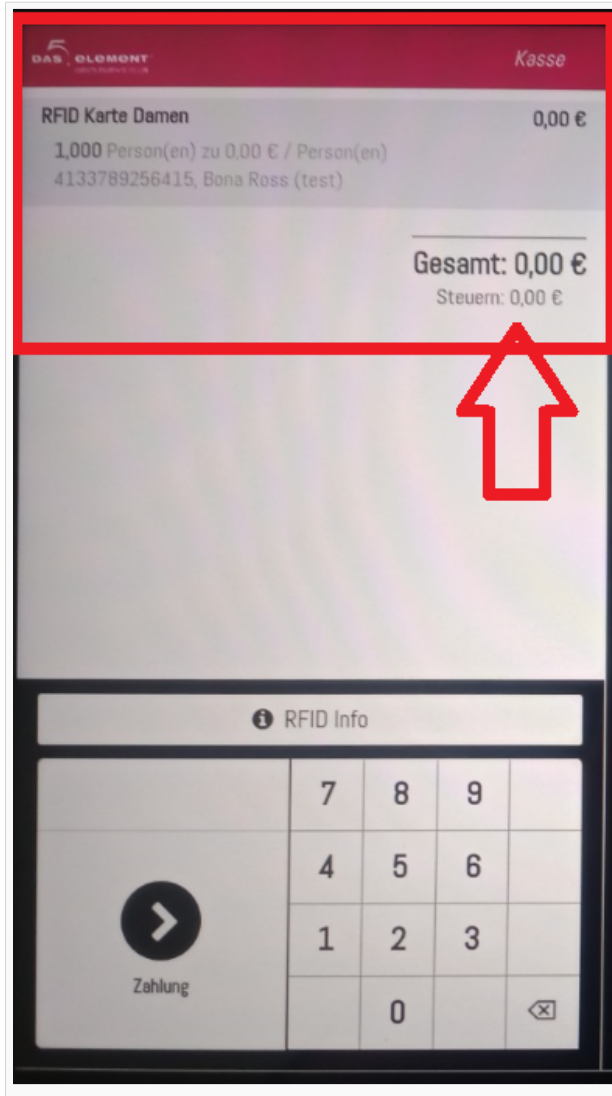 DAS 5 ELEMENT
Kasse
RFID Karte Damen 0,00 €
1,000 Person(en) zu 0,00 € / Person(en)
4133789256415, Bona Ross (test)
Gesamt: 0,00 €
Steuern: 0,00 €
RFID Info
7 8 9
4 5 6
1 2 3
Zahlung
0